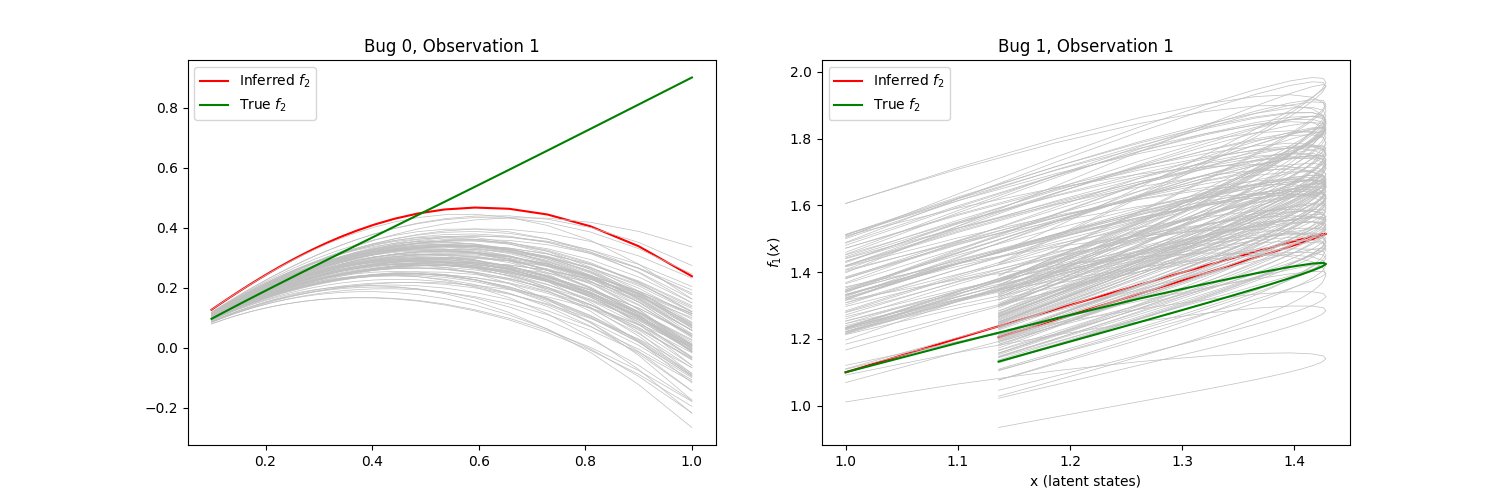 Bug 0, Observation 1
Inferred f₂
True f₂
0.8
0.6
0.4
0.2
0.0
−0.2
0.2
0.4
0.6
0.8
1.0
Bug 1, Observation 1
Inferred f₂
True f₂
f₁(x)
2.0
1.8
1.6
1.4
1.2
1.0
1.0
1.1
1.2
1.3
1.4
x (latent states)